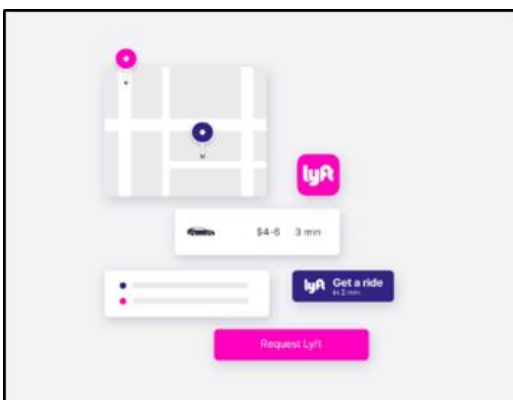 lyft
$4-6 3 min
lyft Get a ride
in 2 min
Request Lyft